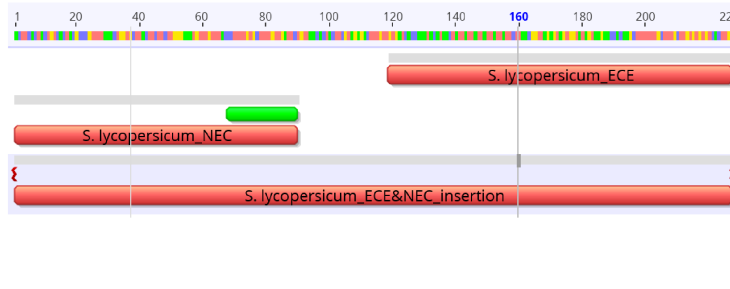 1 20 40 60 80 100 120 140 160 180 200 22
S. lycopersicum_ECE
S. lycopersicum_NEC
S. lycopersicum_ECE&NEC_insertion